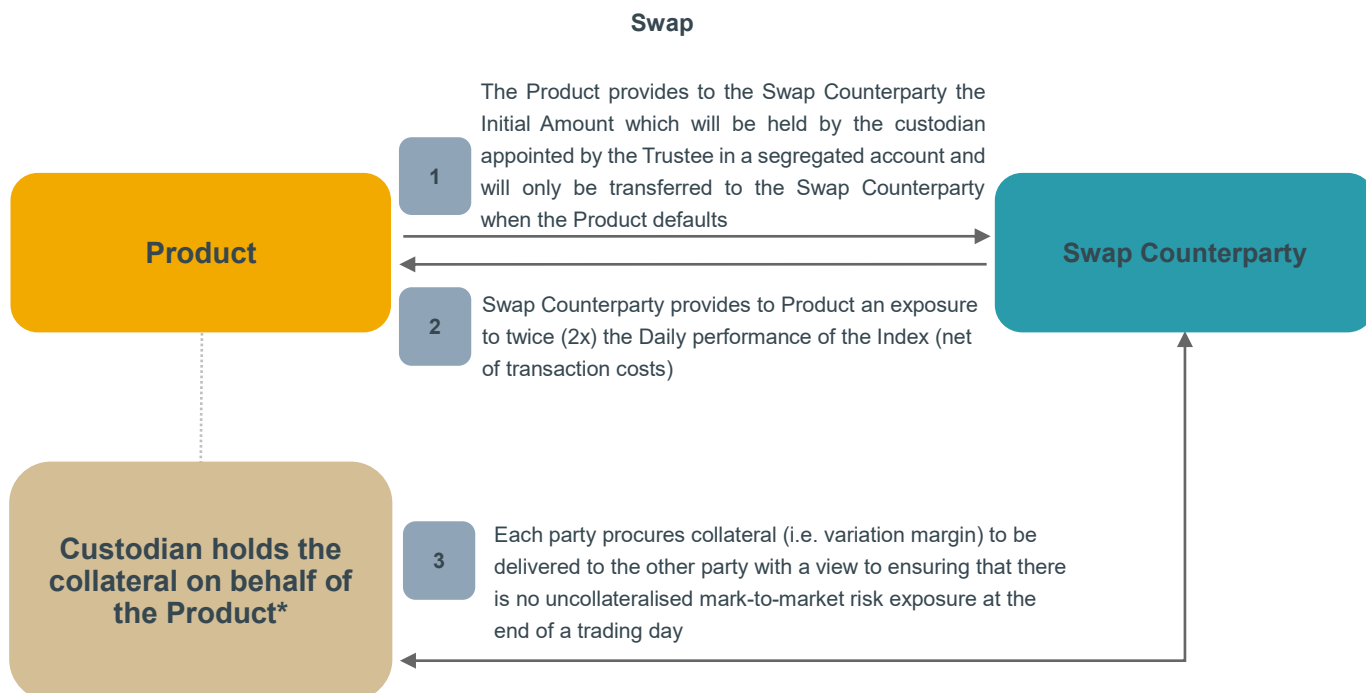 Swap
The Product provides to the Swap Counterparty the
Initial Amount which will be held by the custodian
appointed by the Trustee in a segregated account and
will only be transferred to the Swap Counterparty
when the Product defaults
1
Product
Swap Counterparty
2
Swap Counterparty provides to Product an exposure
to twice (2x) the Daily performance of the Index (net
of transaction costs)
Custodian holds the
collateral on behalf of
the Product*
3
Each party procures collateral (i.e. variation margin) to be
delivered to the other party with a view to ensuring that there
is no uncollateralised mark-to-market risk exposure at the
end of a trading day